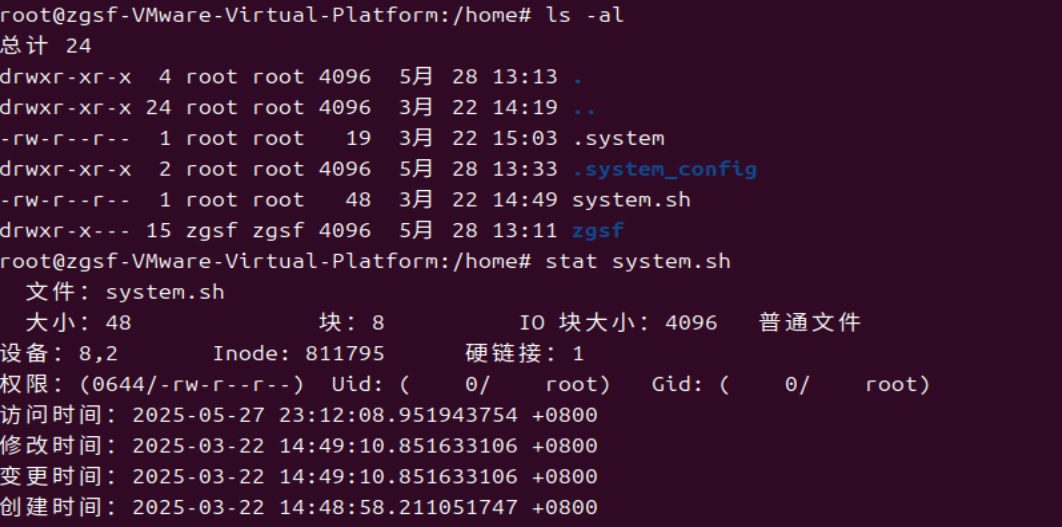 root@zgsf-VMware-Virtual-Platform:/home# ls -al
总计 24
drwxr-xr-x  4 root root 4096  5月 28 13:13 .
drwxr-xr-x 24 root root 4096  3月 22 14:19 ..
-rw-r--r--  1 root root   19  3月 22 15:03 .system
drwxr-xr-x  2 root root 4096  5月 28 13:33 .system_config
-rw-r--r--  1 root root   48  3月 22 14:49 system.sh
drwxr-x--- 15 zgsf zgsf 4096  5月 28 13:11 zgsf
root@zgsf-VMware-Virtual-Platform:/home# stat system.sh
  文件：system.sh
  大小：48              块：8          IO 块大小：4096   普通文件
设备：8,2       Inode: 811795      硬链接：1
权限：(0644/-rw-r--r--)  Uid: (    0/    root)   Gid: (    0/    root)
访问时间：2025-05-27 23:12:08.951943754 +0800
修改时间：2025-03-22 14:49:10.851633106 +0800
变更时间：2025-03-22 14:49:10.851633106 +0800
创建时间：2025-03-22 14:48:58.211051747 +0800